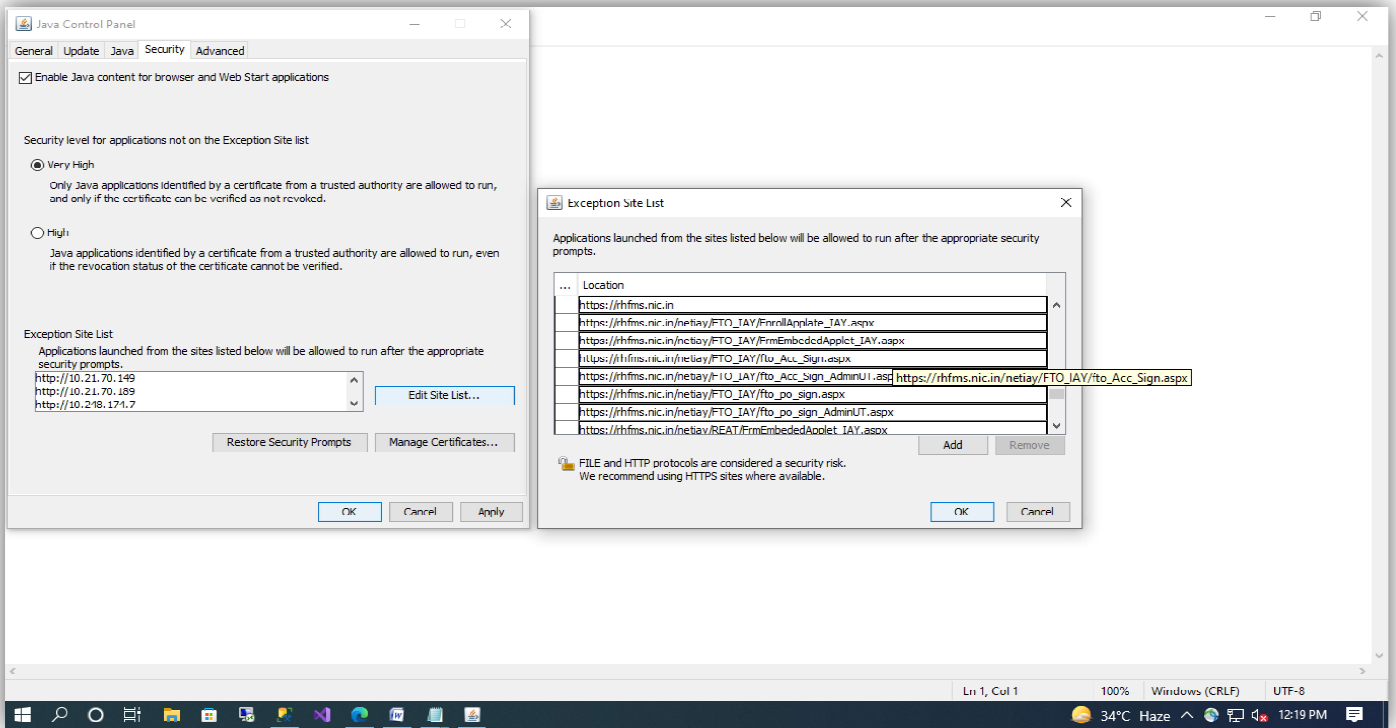 Java Control Panel
General Update Java Security Advanced
Enable Java content for browser and Web Start applications
Security level for applications not on the Exception Site list
Very High
Only Java applications identified by a certificate from a trusted authority are allowed to run,
and only if the certificate can be verified as not revoked.
High
Java applications identified by a certificate from a trusted authority are allowed to run, even
if the revocation status of the certificate cannot be verified.
Exception Site List
Applications launched from the sites listed below will be allowed to run after the appropriate
security prompts.
http://10.21.70.149
http://10.21.70.189
http://10.248.174.7
Edit Site List...
Restore Security Prompts Manage Certificates...
OK Cancel Apply
Exception Site List
Applications launched from the sites listed below will be allowed to run after the appropriate security
prompts.
... Location
https://rhfms.nic.in
https://rhfms.nic.in/netiay/FTO_IAY/EnrollApplate_IAY.aspx
https://rhfms.nic.in/netiay/FTO_IAY/FrmEmbededApplet_IAY.aspx
https://rhfms.nic.in/netiay/FTO_IAY/fto_Acc_Sign.aspx
https://rhfms.nic.in/netiay/FTO_IAY/fto_Acc_Sign_AdminUT.asp
https://rhfms.nic.in/netiay/FTO_IAY/fto_Acc_Sign.aspx
https://rhfms.nic.in/netiay/FTO_IAY/fto_po_sign.aspx
https://rhfms.nic.in/netiay/FTO_IAY/fto_po_sign_AdminUT.aspx
https://rhfms.nic.in/netiay/REAT/FrmEmbededApplet_IAY.aspx
Add Remove
FILE and HTTP protocols are considered a security risk.
We recommend using HTTPS sites where available.
OK Cancel
Ln 1, Col 1 100% Windows (CRLF) UTF-8
34°C Haze 12:19 PM